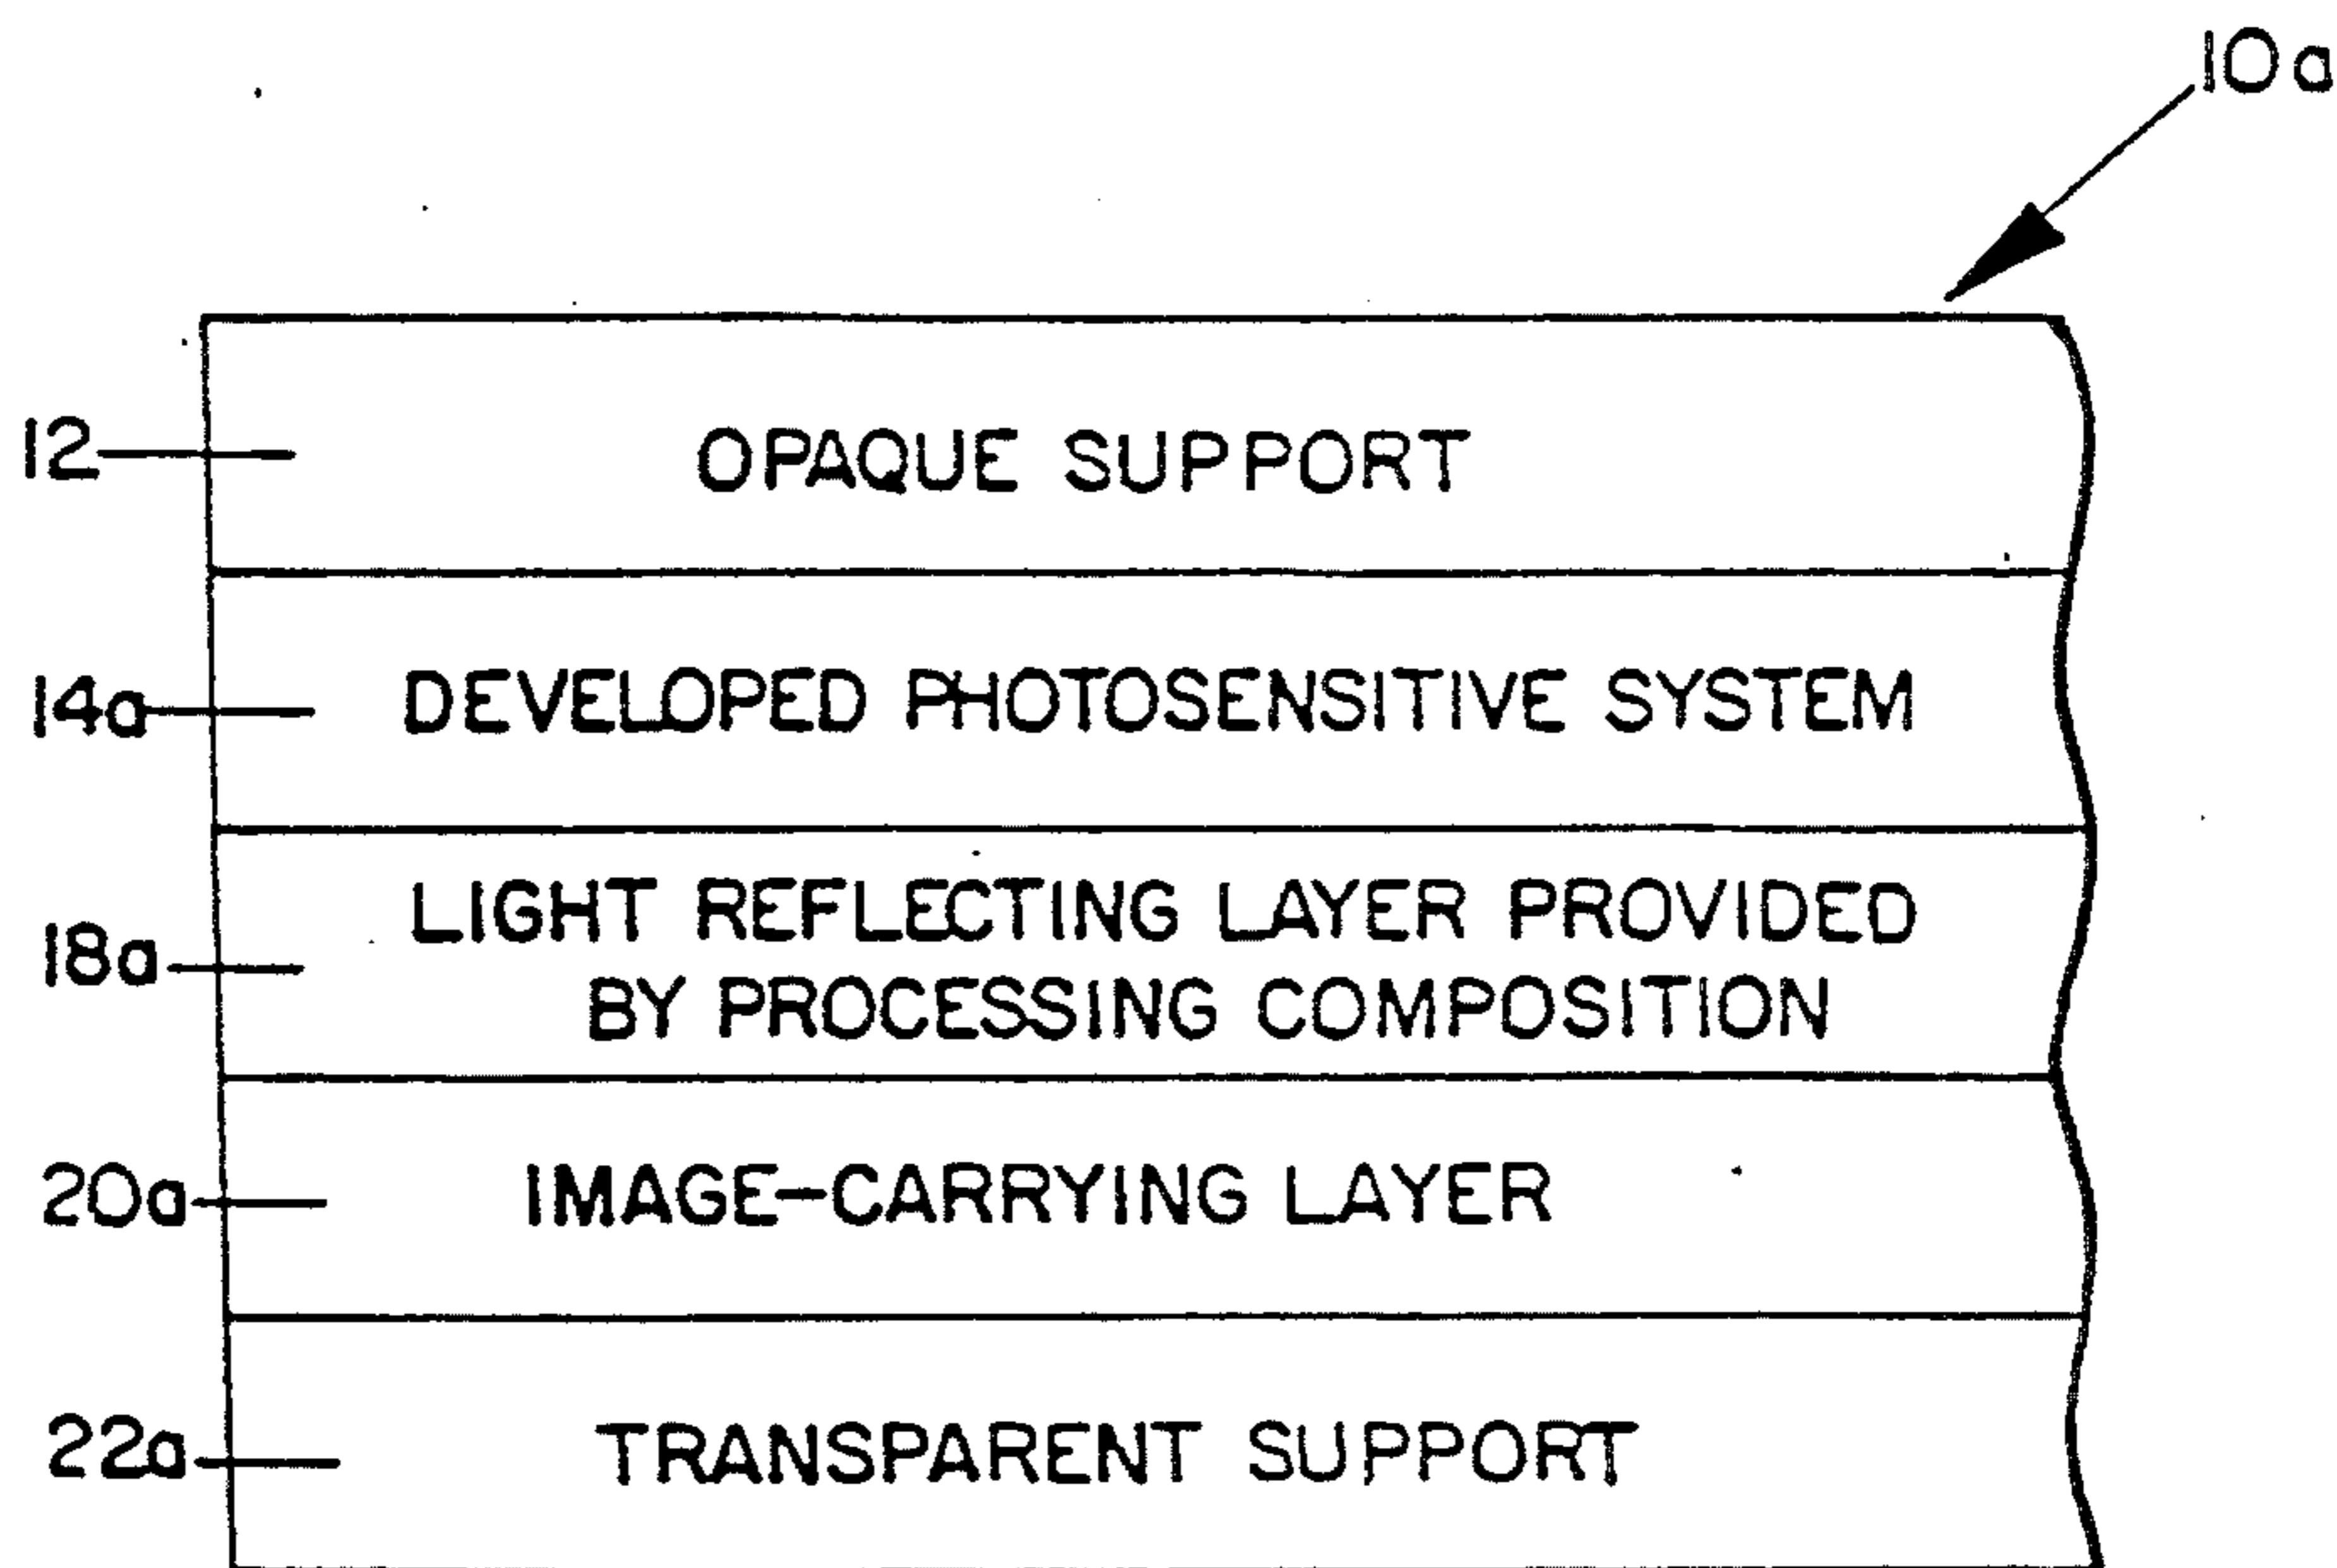 10a
12
OPAQUE SUPPORT
14a
DEVELOPED PHOTOSENSITIVE SYSTEM
18a
LIGHT REFLECTING LAYER PROVIDED
BY PROCESSING COMPOSITION
20a
IMAGE-CARRYING LAYER
22a
TRANSPARENT SUPPORT